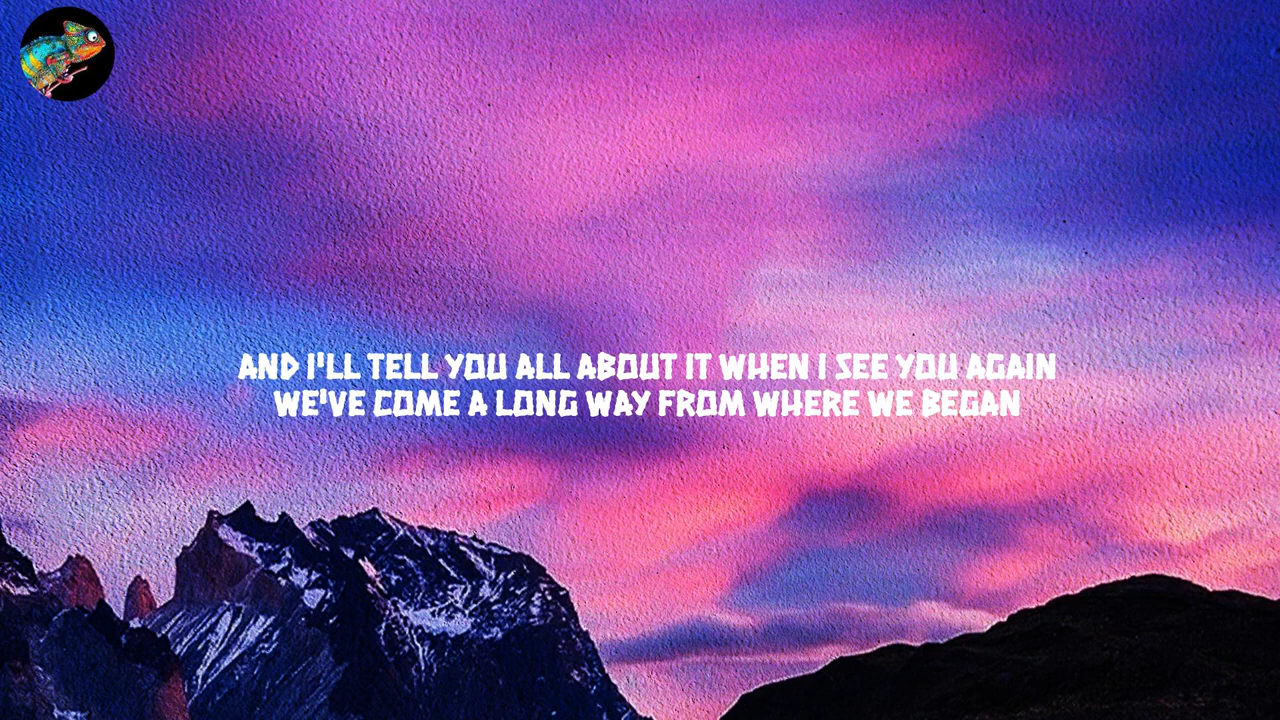 AND I'LL TELL YOU ALL ABOUT IT WHEN I SEE YOU AGAIN
WE'VE COME A LONG WAY FROM WHERE WE BEGAN